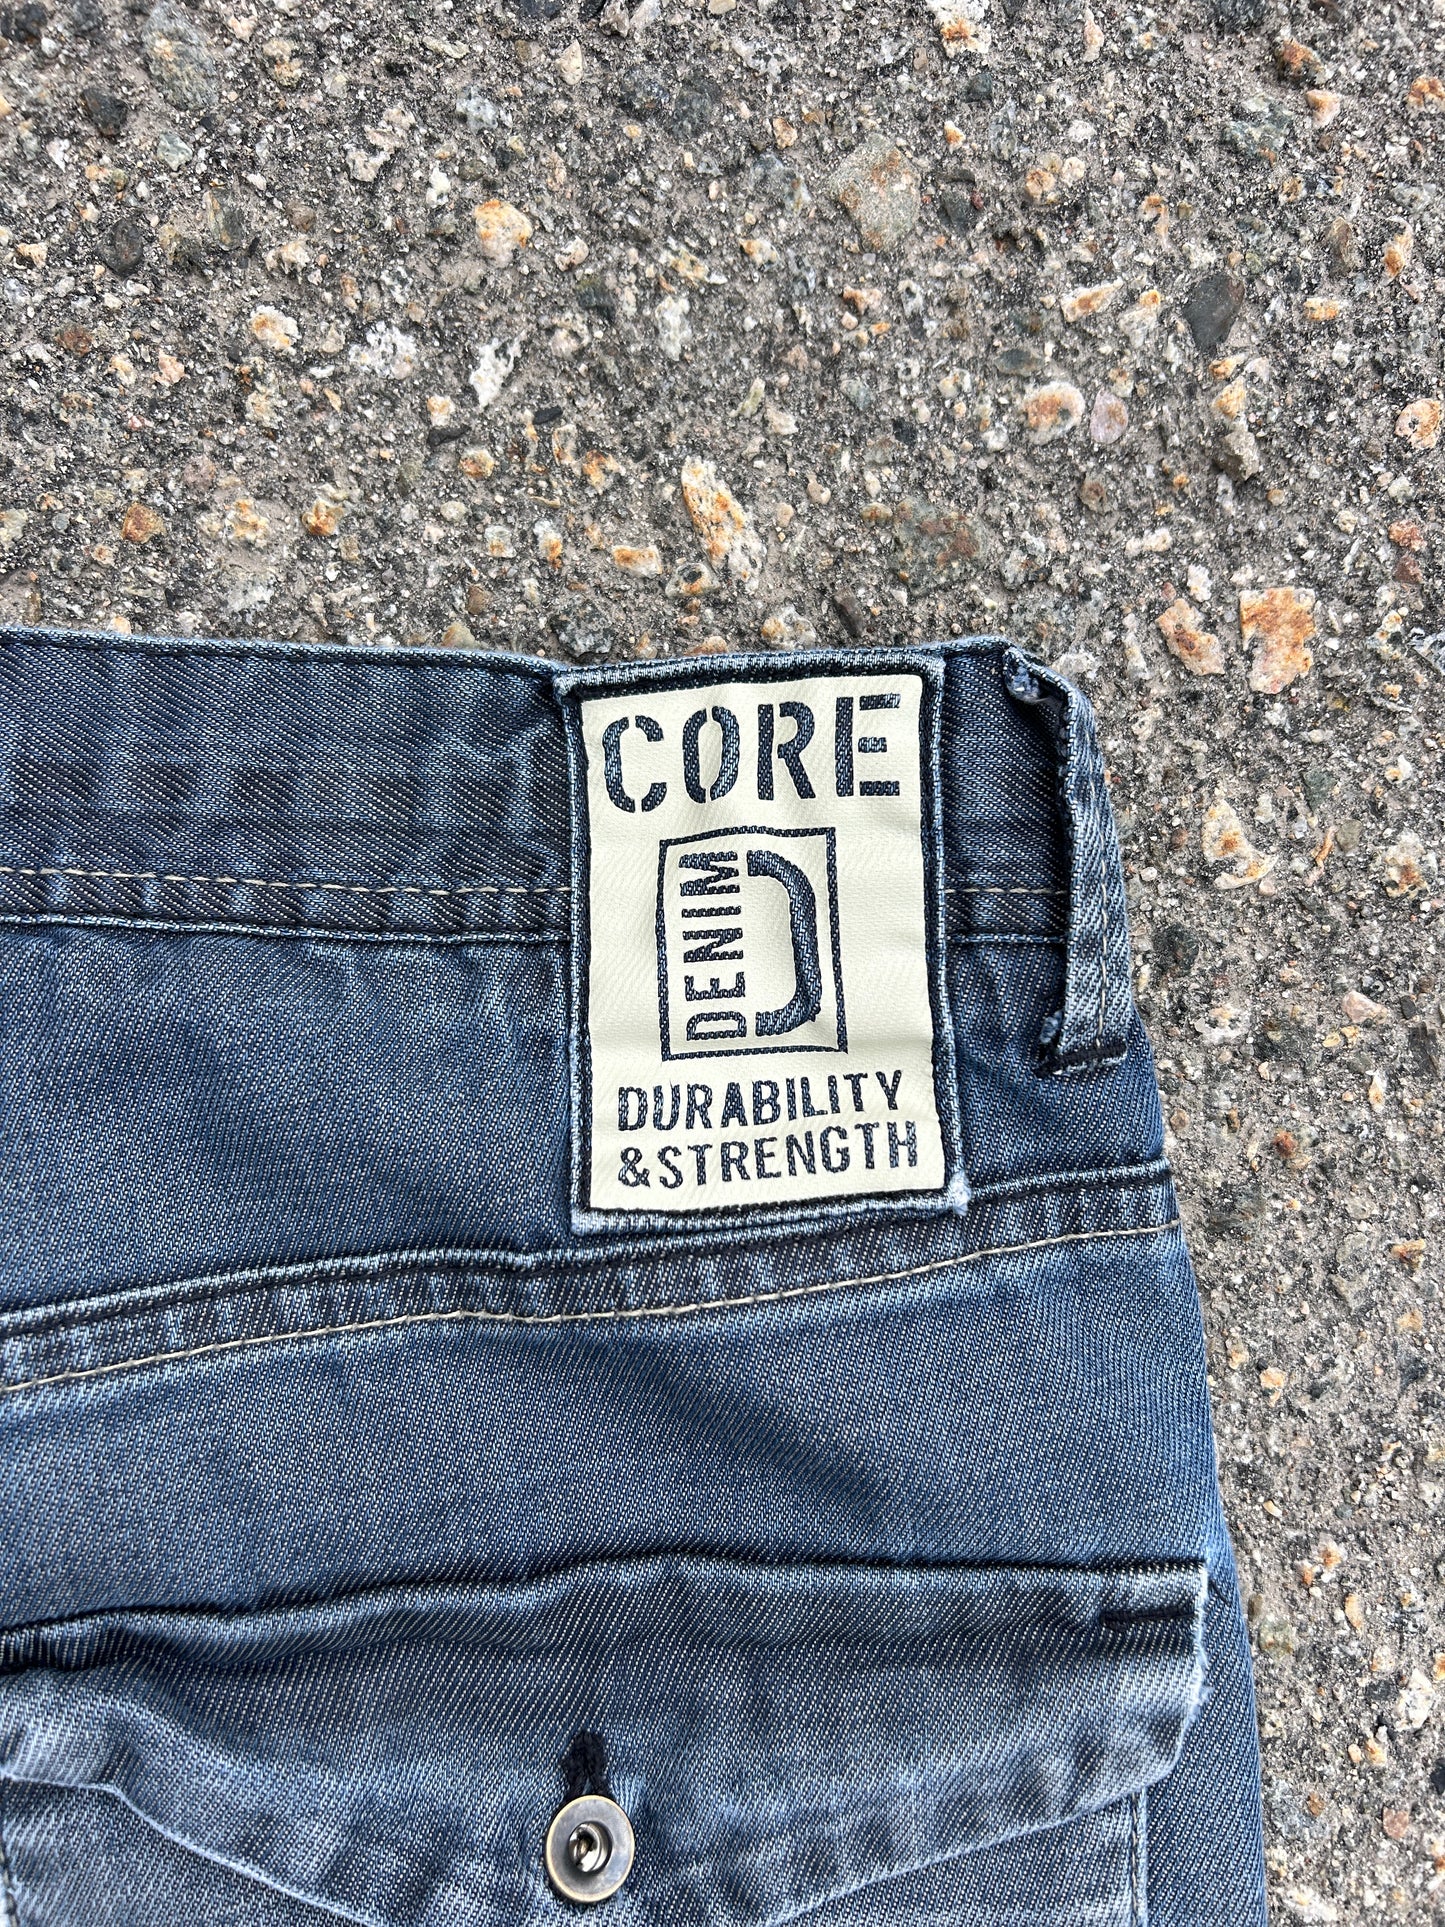 CORE
DENIM
D
DURABILITY
&STRENGTH